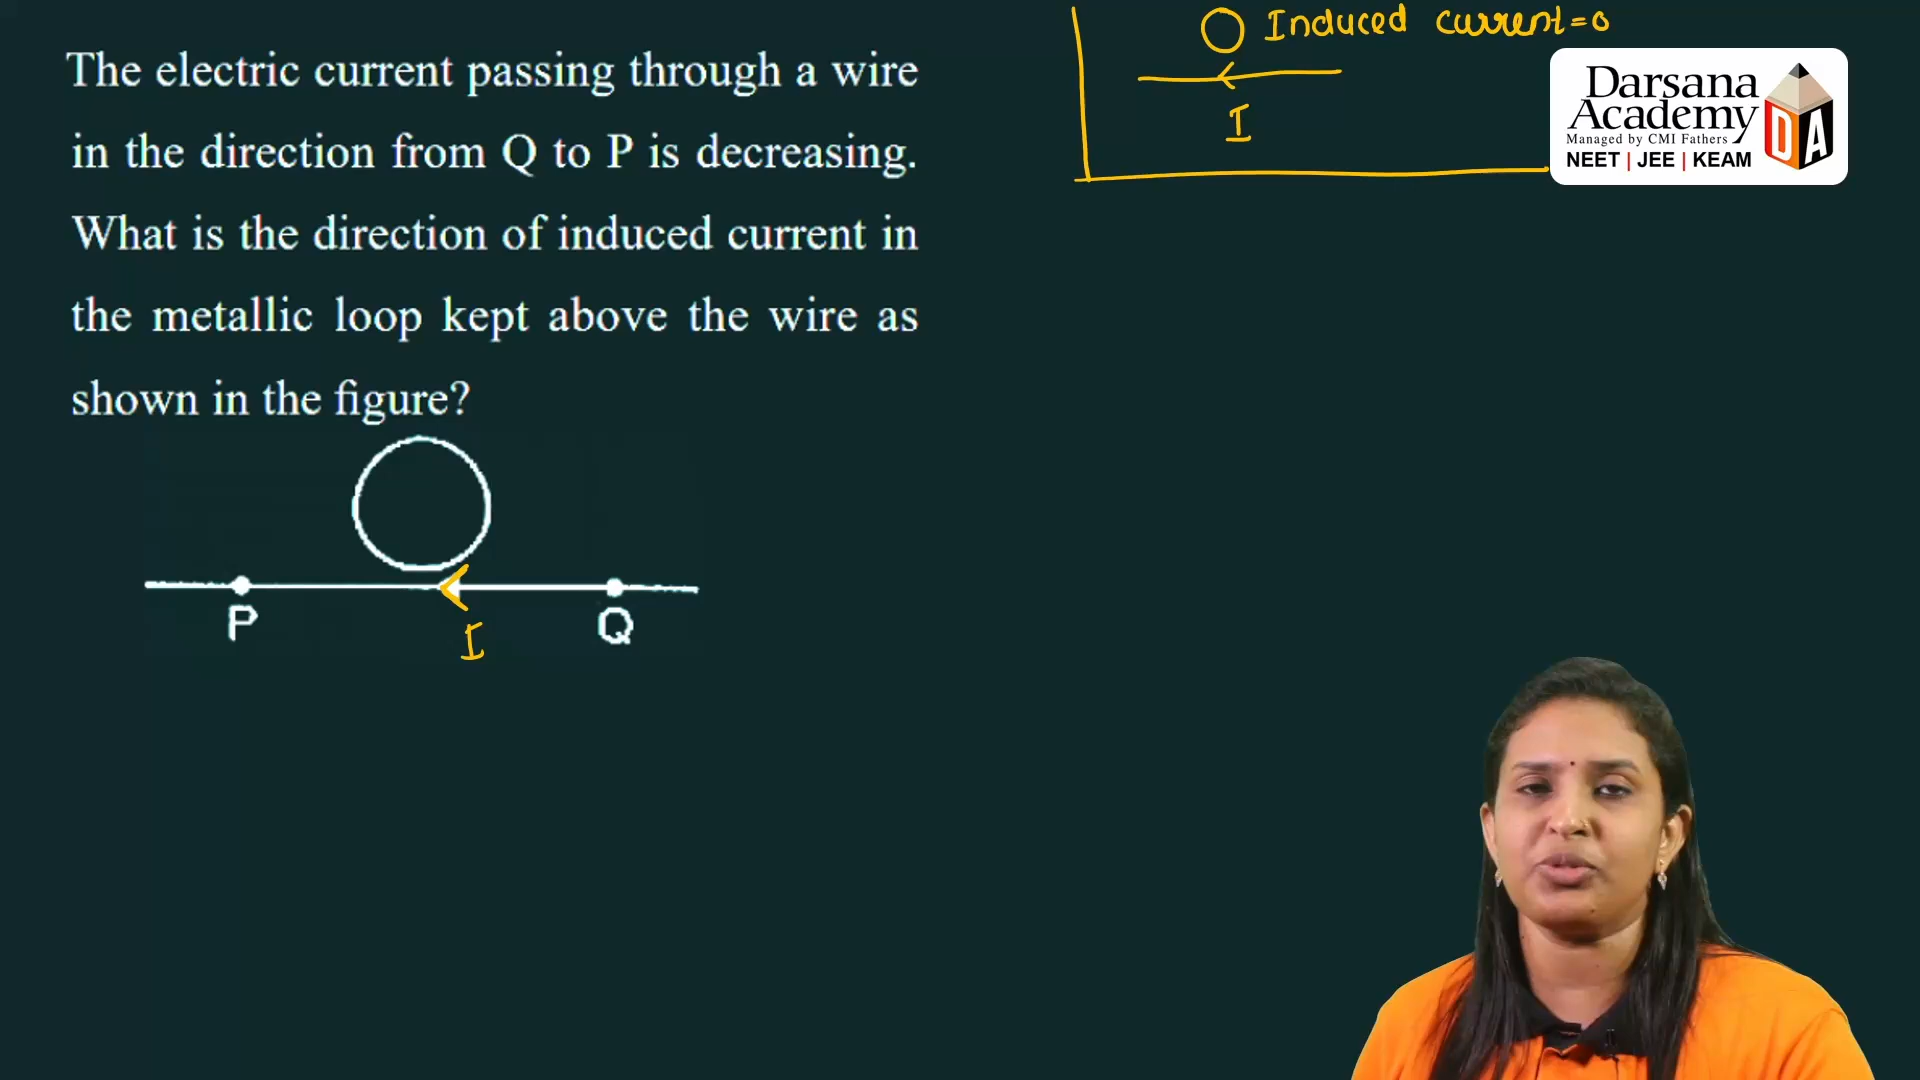 The electric current passing through a wire
in the direction from Q to P is decreasing.
What is the direction of induced current in
the metallic loop kept above the wire as
shown in the figure?
P
I
Q
Induced current=0
I
Darsana
Academy
Managed by CMI Fathers
NEET | JEE | KEAM
DA